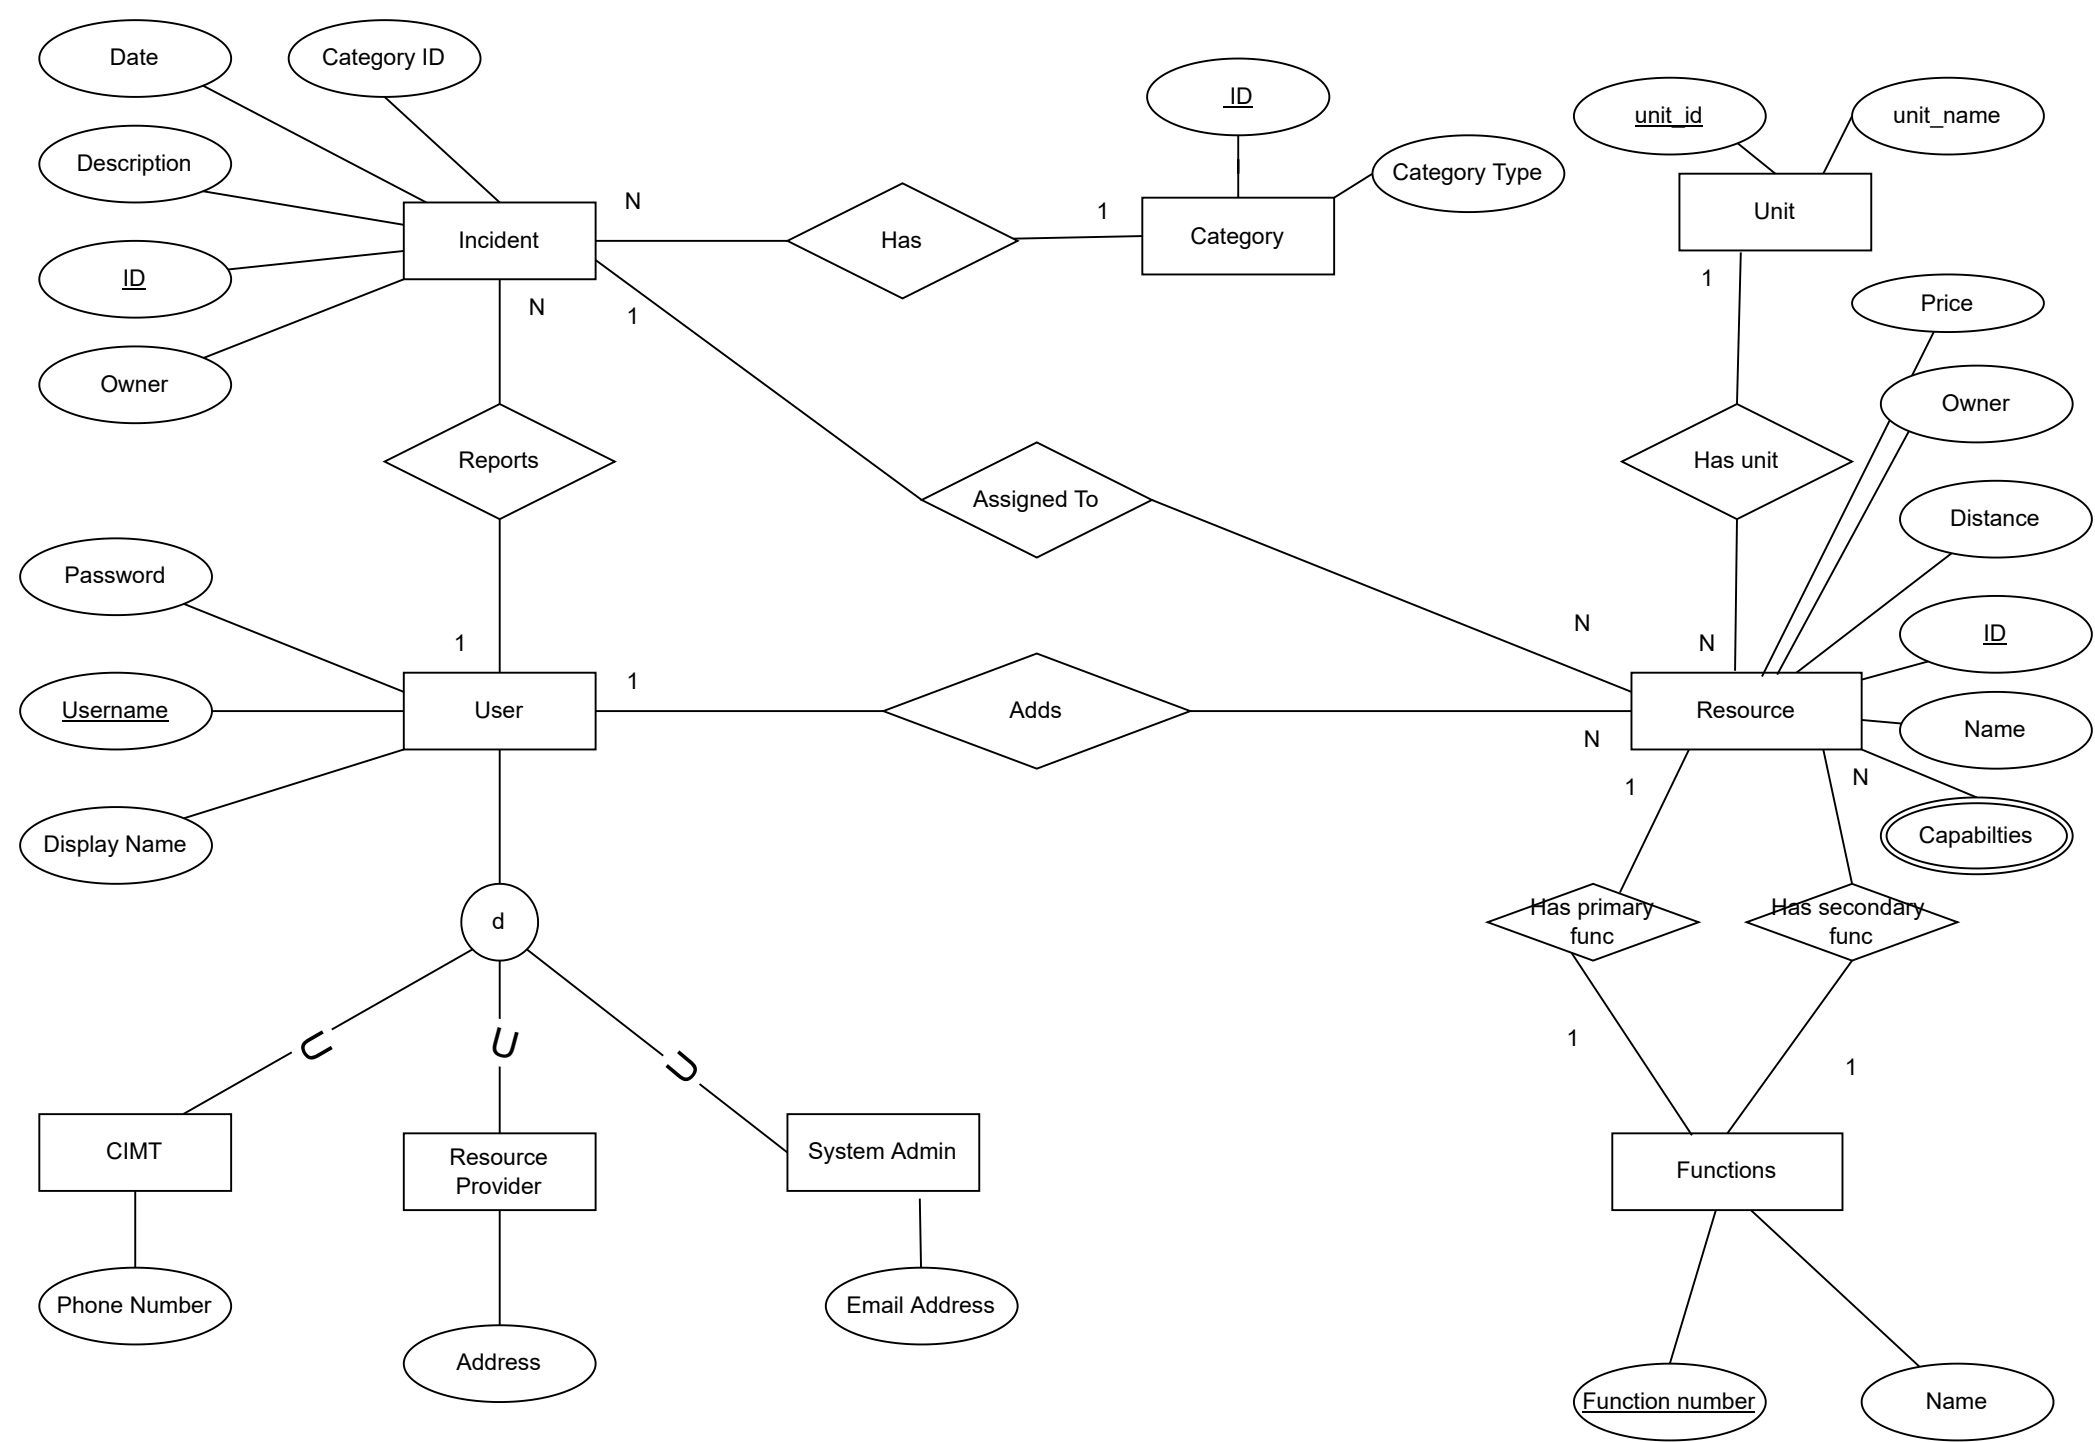 Date
Category ID
ID
unit_id
unit_name
Description
Category Type
N
1
Unit
Incident
Has
Category
ID
N
1
1
Price
Owner
Owner
Reports
Assigned To
Has unit
Distance
Password
1
N
N
ID
1
Username
User
Adds
Resource
Name
N
1
N
Display Name
Capabilties
d
Has primary
func
Has secondary
func
1
1
CIMT
Resource
Provider
System Admin
Functions
Phone Number
Email Address
Address
Function number
Name